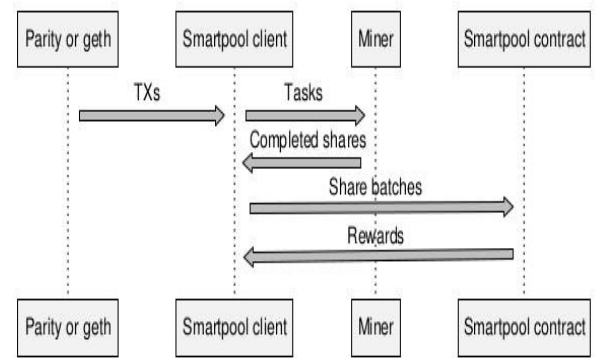 Parity or geth
Smartpool client
Miner
Smartpool contract
TXs
Tasks
Completed shares
Share batches
Rewards
Parity or geth
Smartpool client
Miner
Smartpool contract